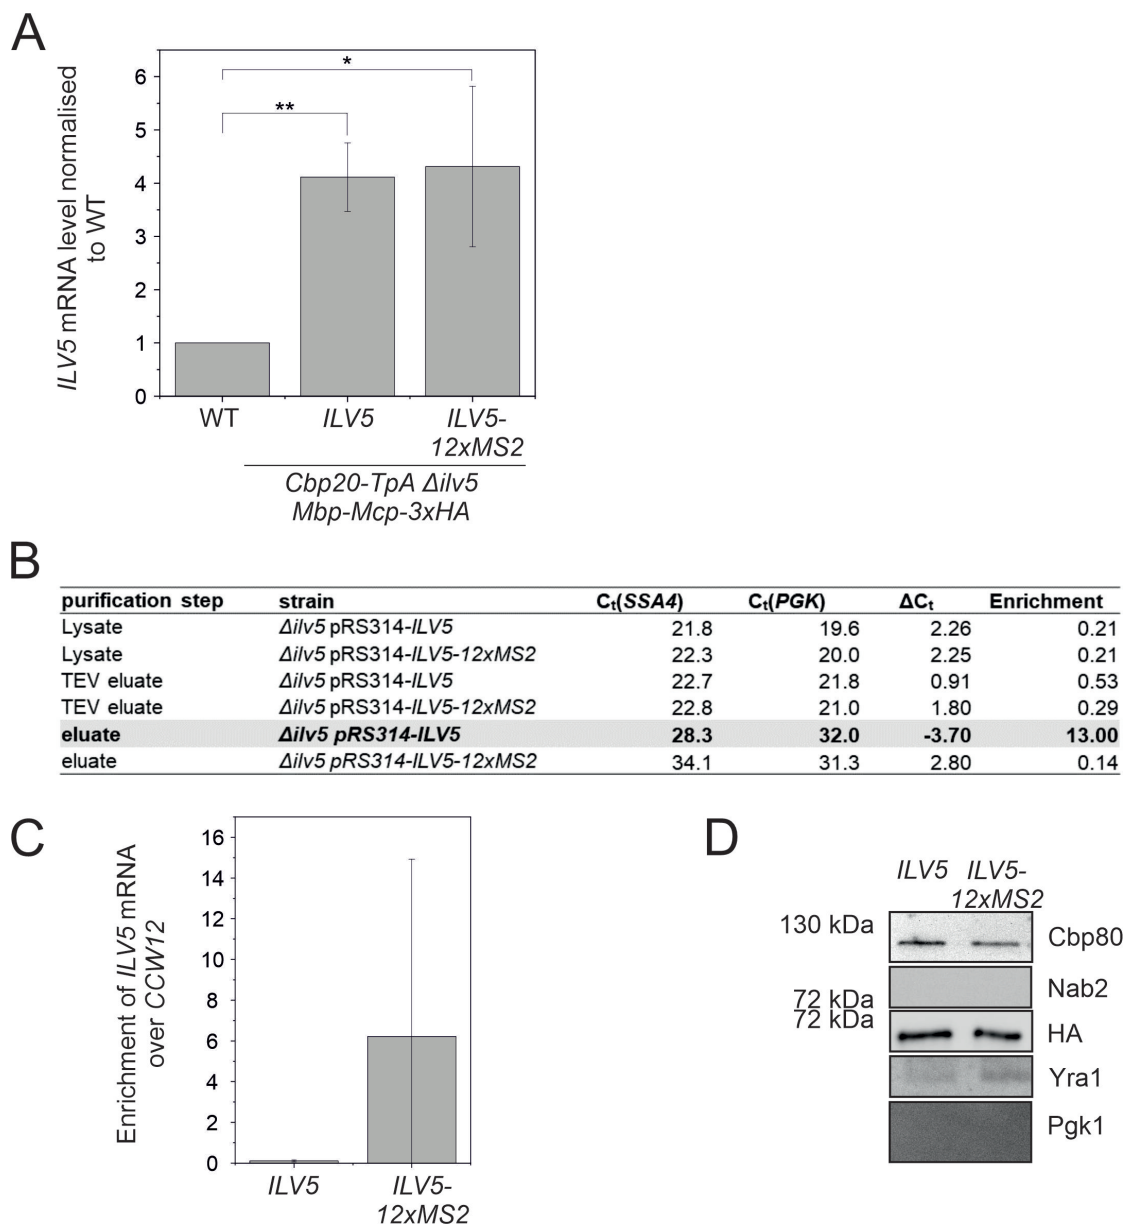 A
ILV5 mRNA level normalised
to WT
6
5
4
3
2
1
0
*
**
WT
ILV5
ILV5-
12xMS2
Cbp20-TpA Δilv5
Mbp-Mcp-3xHA
B
purification step strain Ct(SSA4) Ct(PGK) ΔCt Enrichment
Lysate Δilv5 pRS314-ILV5 21.8 19.6 2.26 0.21
Lysate Δilv5 pRS314-ILV5-12xMS2 22.3 20.0 2.25 0.21
TEV eluate Δilv5 pRS314-ILV5 22.7 21.8 0.91 0.53
TEV eluate Δilv5 pRS314-ILV5-12xMS2 22.8 21.0 1.80 0.29
eluate Δilv5 pRS314-ILV5 28.3 32.0 -3.70 13.00
eluate Δilv5 pRS314-ILV5-12xMS2 34.1 31.3 2.80 0.14
C
Enrichment of ILV5 mRNA
over CCW12
16
14
12
10
8
6
4
2
0
ILV5
ILV5-
12xMS2
D
ILV5
ILV5-
12xMS2
130 kDa
Cbp80
Nab2
72 kDa
72 kDa
HA
Yra1
Pgk1